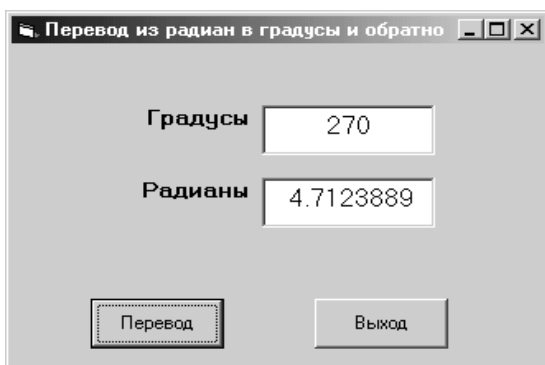 Перевод из радиан в градусы и обратно
Градусы 270
Радианы 4.7123889
Перевод Выход